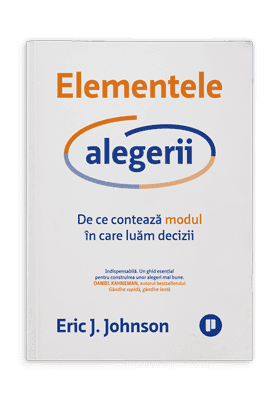 Elementele
alegerii
De ce contează modul
în care luăm decizii
Indispensabilă. Un ghid esențial
pentru construirea unor alegeri mai bune.
DANIEL KAHNEMAN, autorul bestsellerului
Gândire rapidă, gândire lentă
Eric J. Johnson